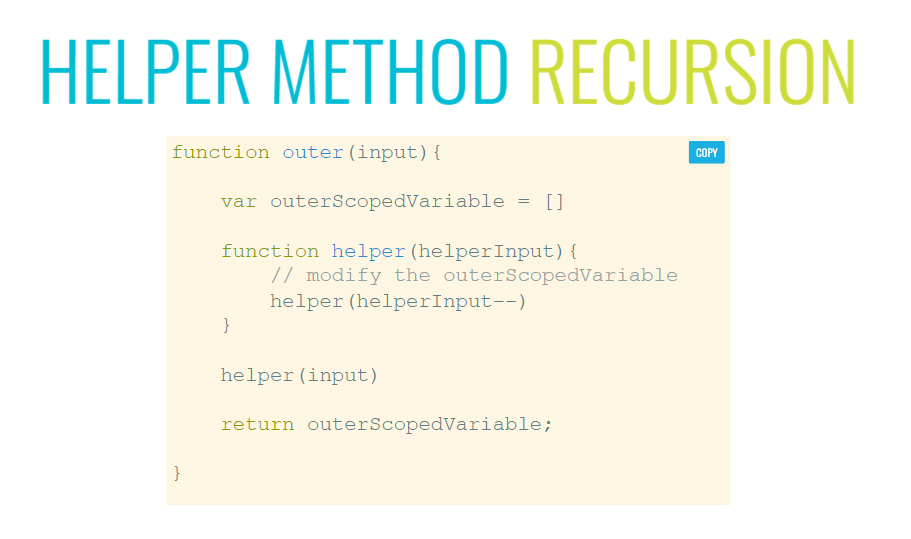 HELPER METHOD RECURSION
COPY
function outer(input){
var outerScopedVariable = []
function helper(helperInput){
// modify the outerScopedVariable
helper(helperInput--)
}
helper(input)
return outerScopedVariable;
}